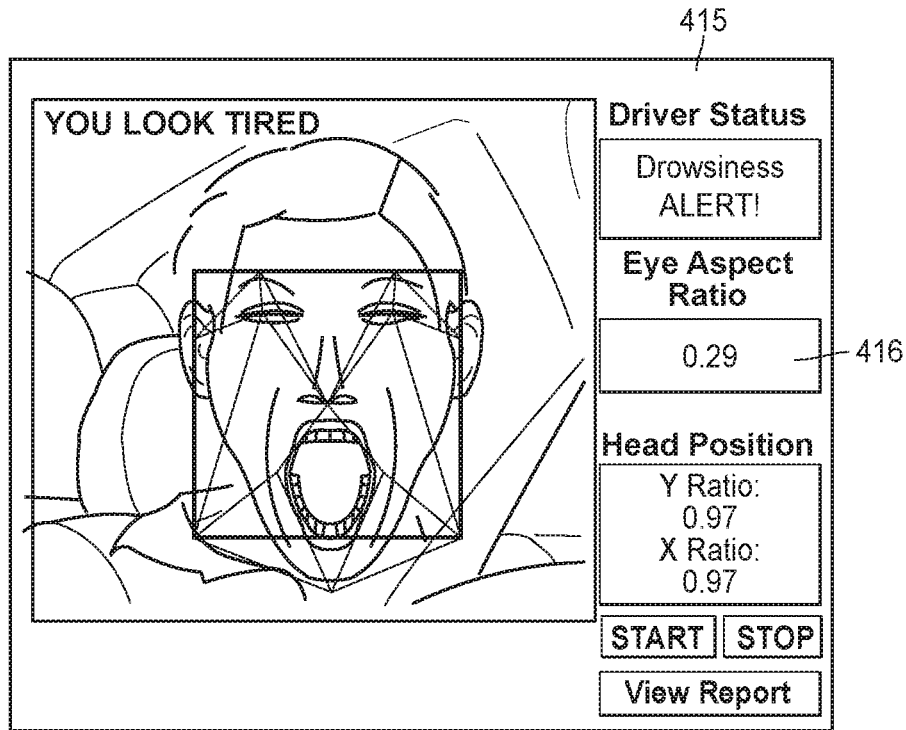 415
YOU LOOK TIRED
Driver Status
Drowsiness
ALERT!
Eye Aspect
Ratio
0.29
416
Head Position
Y Ratio:
0.97
X Ratio:
0.97
START
STOP
View Report